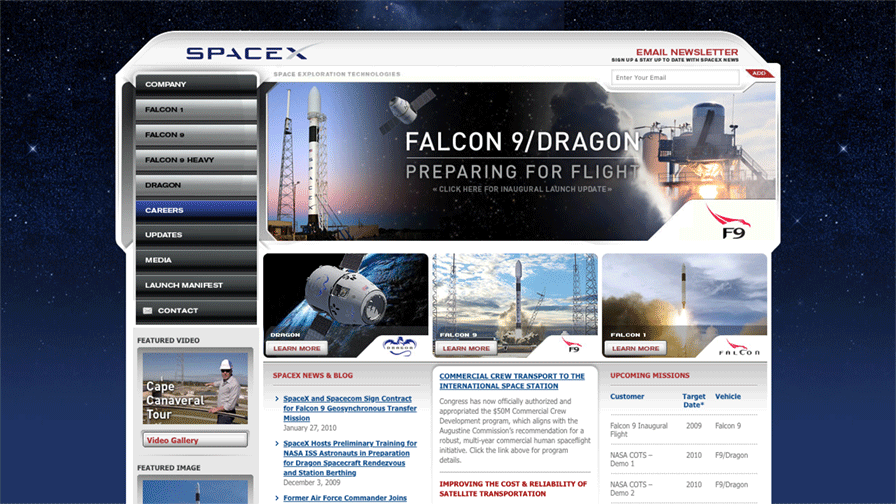 SPACEX
EMAIL NEWSLETTER
SIGN UP & STAY UP TO DATE WITH SPACEX NEWS
SPACE EXPLORATION TECHNOLOGIES
Enter Your Email
ADD
COMPANY
FALCON 1
FALCON 9
FALCON 9 HEAVY
DRAGON
CAREERS
UPDATES
MEDIA
LAUNCH MANIFEST
CONTACT
SPACEX
FALCON 9/DRAGON
PREPARING FOR FLIGHT
« CLICK HERE FOR INAUGURAL LAUNCH UPDATE »
F9
DRAGON
LEARN MORE
DRAGON
FALCON 9
LEARN MORE
F9
FALCON 1
LEARN MORE
FALCON
FEATURED VIDEO
Cape
Canaveral
Tour
Video Gallery
FEATURED IMAGE
SPACEX NEWS & BLOG
SpaceX and Spacecom Sign Contract
for Falcon 9 Geosynchronous Transfer
Mission
January 27, 2010
SpaceX Hosts Preliminary Training for
NASA ISS Astronauts in Preparation
for Dragon Spacecraft Rendezvous
and Station Berthing
December 3, 2009
Former Air Force Commander Joins
COMMERCIAL CREW TRANSPORT TO THE
INTERNATIONAL SPACE STATION
Congress has now officially authorized and
appropriated the $50M Commercial Crew
Development program, which aligns with the
Augustine Commission's recommendation for a
robust, multi-year commercial human spaceflight
initiative. Click the link above for program
details.
IMPROVING THE COST & RELIABILITY OF
SATELLITE TRANSPORTATION
UPCOMING MISSIONS
Customer Target Date* Vehicle
Falcon 9 Inaugural Flight 2009 Falcon 9
NASA COTS – Demo 1 2010 F9/Dragon
NASA COTS – Demo 2 2010 F9/Dragon